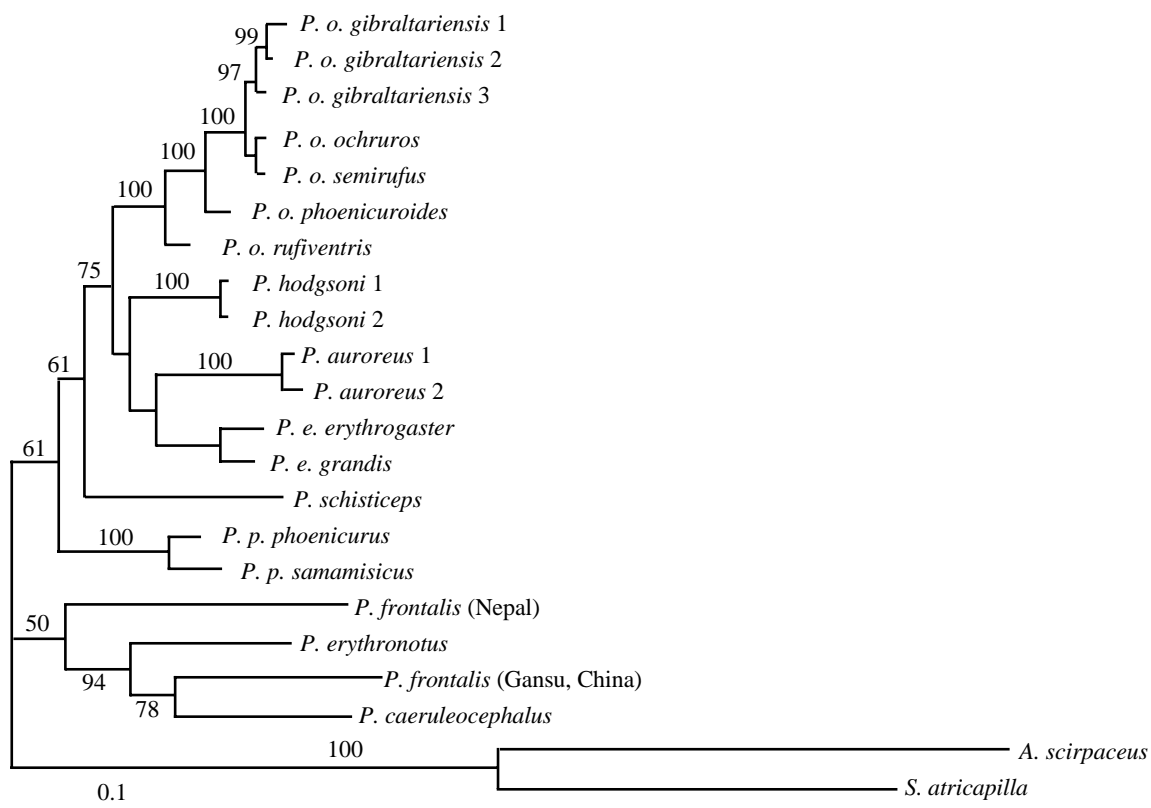 P. o. gibraltariensis 1
99
P. o. gibraltariensis 2
97
P. o. gibraltariensis 3
100
P. o. ochruros
100
P. o. semirufus
100
P. o. phoenicuroides
P. o. rufiventris
75
100
P. hodgsoni 1
P. hodgsoni 2
61
100
P. auroreus 1
P. auroreus 2
P. e. erythrogaster
61
P. e. grandis
P. schisticeps
100
P. p. phoenicurus
P. p. samamisicus
P. frontalis (Nepal)
50
P. erythronotus
94
P. frontalis (Gansu, China)
78
P. caeruleocephalus
100
A. scirpaceus
0.1
S. atricapilla